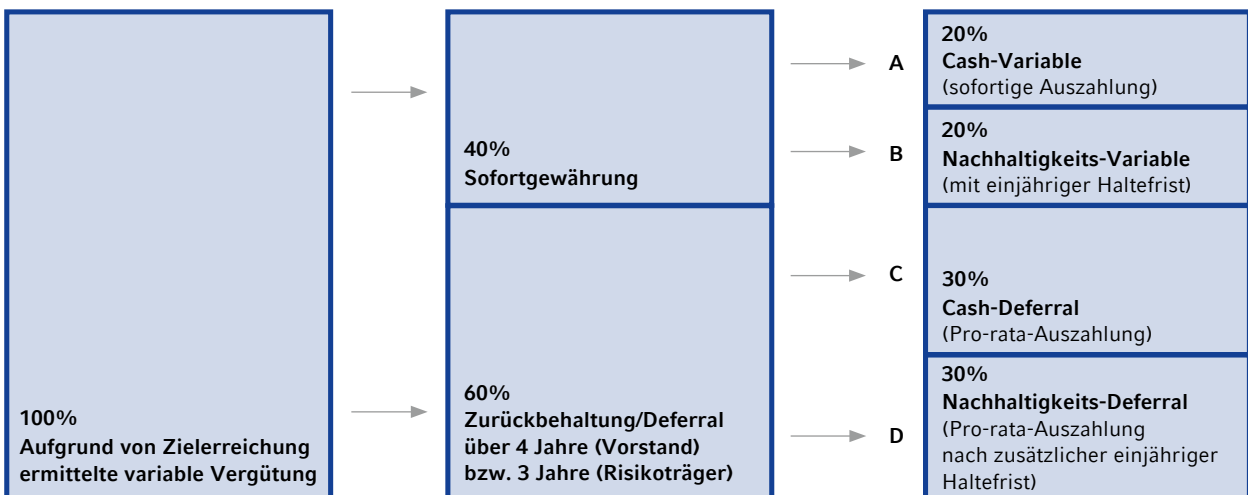 100%
Aufgrund von Zielerreichung
ermittelte variable Vergütung
40%
Sofortgewährung
60%
Zurückbehaltung/Deferral
über 4 Jahre (Vorstand)
bzw. 3 Jahre (Risikoträger)
A
20%
Cash-Variable
(sofortige Auszahlung)
B
20%
Nachhaltigkeits-Variable
(mit einjähriger Haltefrist)
C
30%
Cash-Deferral
(Pro-rata-Auszahlung)
D
30%
Nachhaltigkeits-Deferral
(Pro-rata-Auszahlung
nach zusätzlicher einjähriger
Haltefrist)